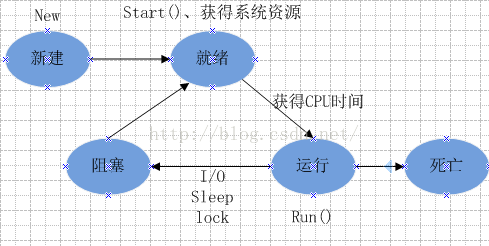 New
Start()、获得系统资源
新建
就绪
获得CPU时间
http://blog.csdn.net/
阻塞
运行
死亡
I/O
Sleep
lock
Run()